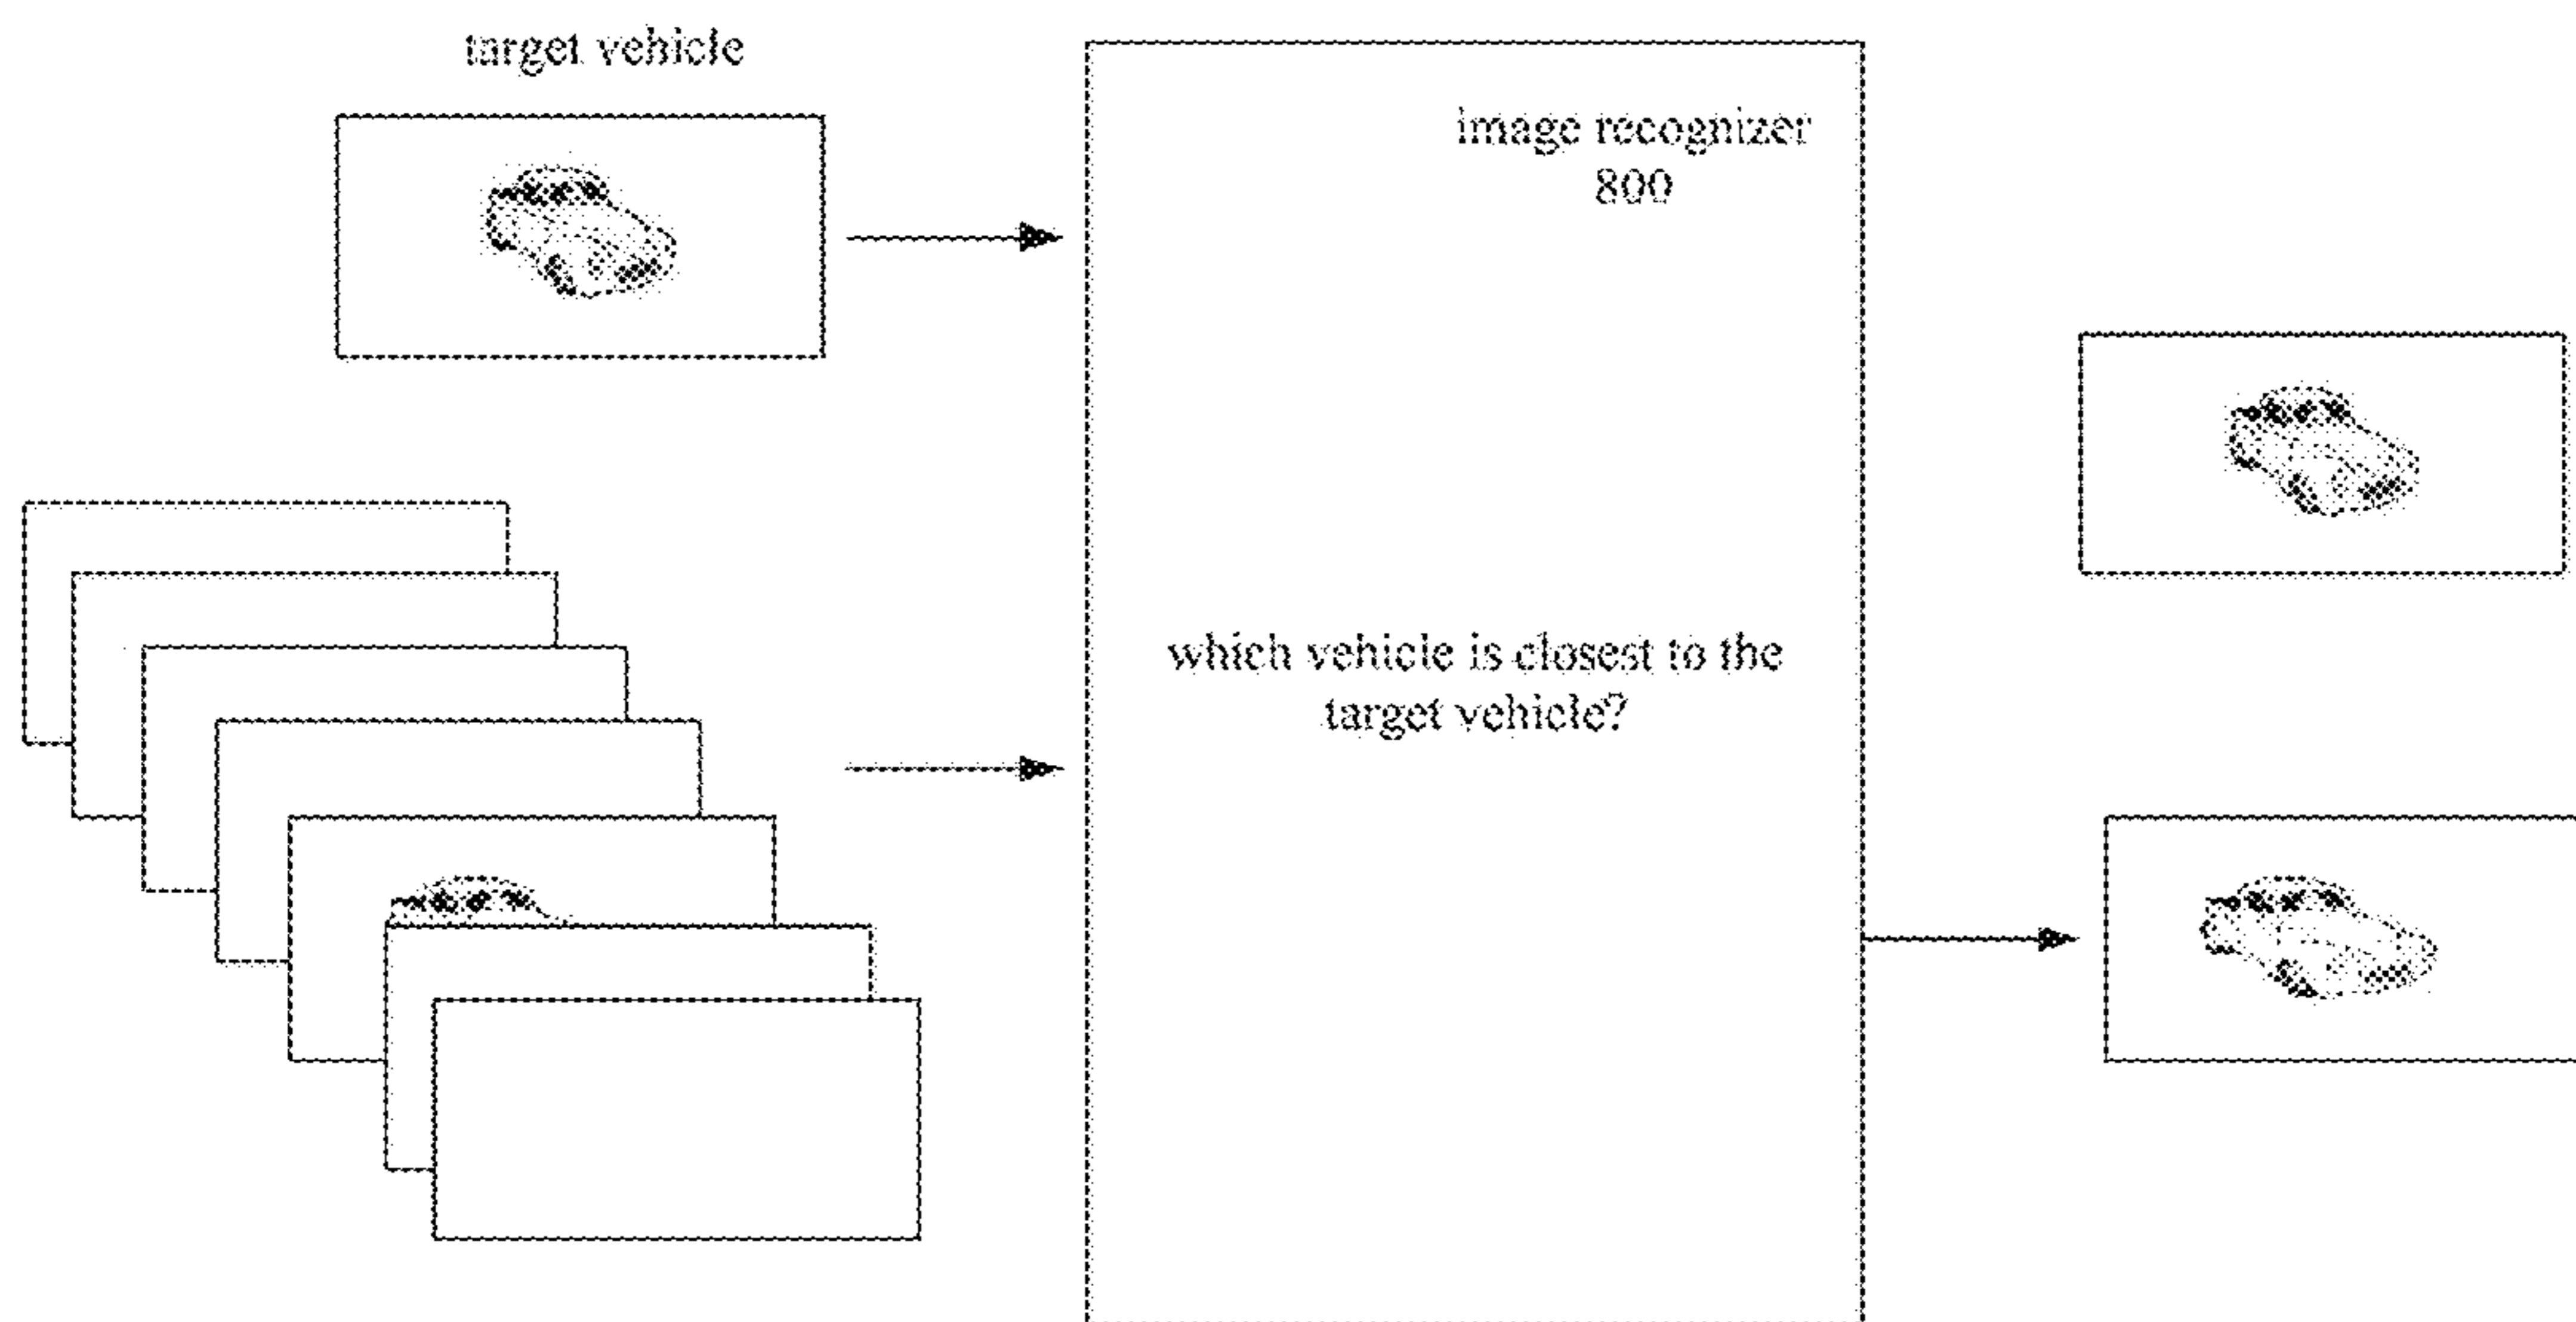 target vehicle
image recognizer
800
which vehicle is closest to the
target vehicle?